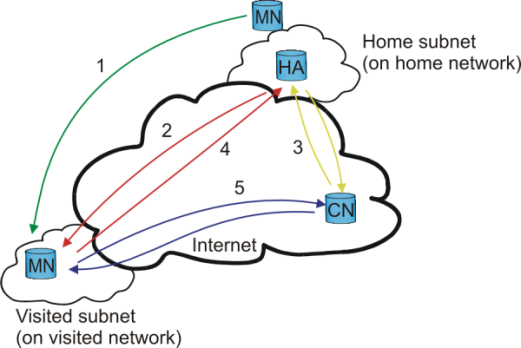 MN
Home subnet
(on home network)
HA
1
2
3
4
5
CN
Internet
MN
Visited subnet
(on visited network)